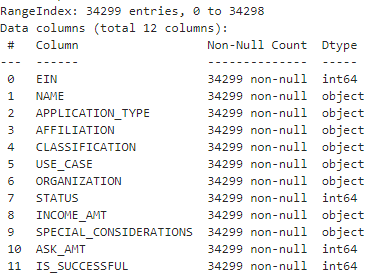 RangeIndex: 34299 entries, 0 to 34298
Data columns (total 12 columns):
 #   Column                  Non-Null Count  Dtype
---  ------                  --------------  -----
 0   EIN                     34299 non-null  int64
 1   NAME                    34299 non-null  object
 2   APPLICATION_TYPE        34299 non-null  object
 3   AFFILIATION             34299 non-null  object
 4   CLASSIFICATION          34299 non-null  object
 5   USE_CASE                34299 non-null  object
 6   ORGANIZATION            34299 non-null  object
 7   STATUS                  34299 non-null  int64
 8   INCOME_AMT              34299 non-null  object
 9   SPECIAL_CONSIDERATIONS  34299 non-null  object
 10  ASK_AMT                 34299 non-null  int64
 11  IS_SUCCESSFUL           34299 non-null  int64